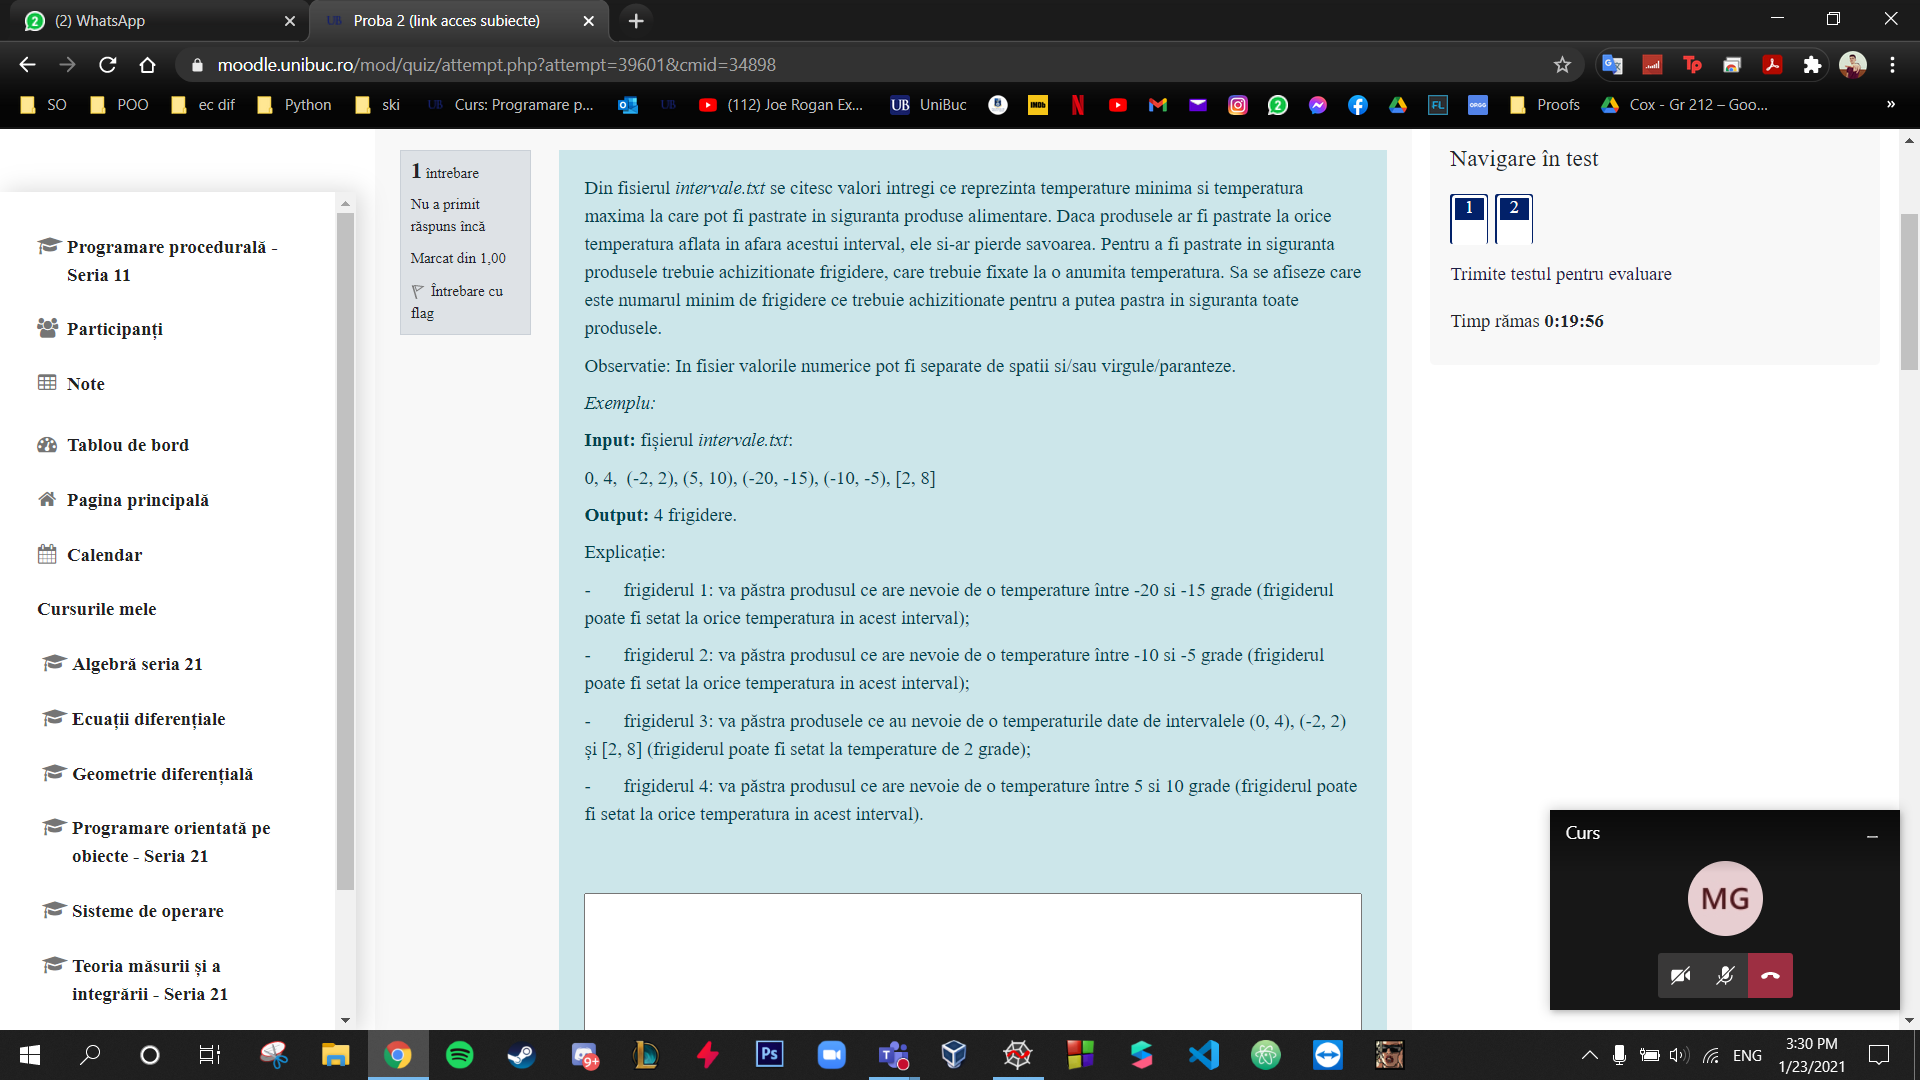 (2) WhatsApp
UB Proba 2 (link acces subiecte)
moodle.unibuc.ro/mod/quiz/attempt.php?attempt=39601&cmid=34898
SO
POO
ec dif
Python
ski
UB Curs: Programare p...
(112) Joe Rogan Ex...
UB UniBuc
IMDb
FL
OP.GG
Proofs
Cox - Gr 212 – Goo...
»
Programare procedurală -
Seria 11
Participanți
Note
Tablou de bord
Pagina principală
Calendar
Cursurile mele
Algebră seria 21
Ecuații diferențiale
Geometrie diferențială
Programare orientată pe
obiecte - Seria 21
Sisteme de operare
Teoria măsurii și a
integrării - Seria 21
1 întrebare
Nu a primit
răspuns încă
Marcat din 1,00
Întrebare cu
flag
Din fisierul intervale.txt se citesc valori intregi ce reprezinta temperature minima si temperatura
maxima la care pot fi pastrate in siguranta produse alimentare. Daca produsele ar fi pastrate la orice
temperatura aflata in afara acestui interval, ele si-ar pierde savoarea. Pentru a fi pastrate in siguranta
produsele trebuie achizitionate frigidere, care trebuie fixate la o anumita temperatura. Sa se afiseze care
este numarul minim de frigidere ce trebuie achizitionate pentru a putea pastra in siguranta toate
produsele.
Observatie: In fisier valorile numerice pot fi separate de spatii si/sau virgule/paranteze.
Exemplu:
Input: fișierul intervale.txt:
0, 4,  (-2, 2), (5, 10), (-20, -15), (-10, -5), [2, 8]
Output: 4 frigidere.
Explicație:
- frigiderul 1: va păstra produsul ce are nevoie de o temperature între -20 si -15 grade (frigiderul
poate fi setat la orice temperatura in acest interval);
- frigiderul 2: va păstra produsul ce are nevoie de o temperature între -10 si -5 grade (frigiderul
poate fi setat la orice temperatura in acest interval);
- frigiderul 3: va păstra produsele ce au nevoie de o temperaturile date de intervalele (0, 4), (-2, 2)
și [2, 8] (frigiderul poate fi setat la temperature de 2 grade);
- frigiderul 4: va păstra produsul ce are nevoie de o temperature între 5 si 10 grade (frigiderul poate
fi setat la orice temperatura in acest interval).
Navigare în test
1 2
Trimite testul pentru evaluare
Timp rămas 0:19:56
Curs
MG
9+
Ps
ENG
3:30 PM
1/23/2021